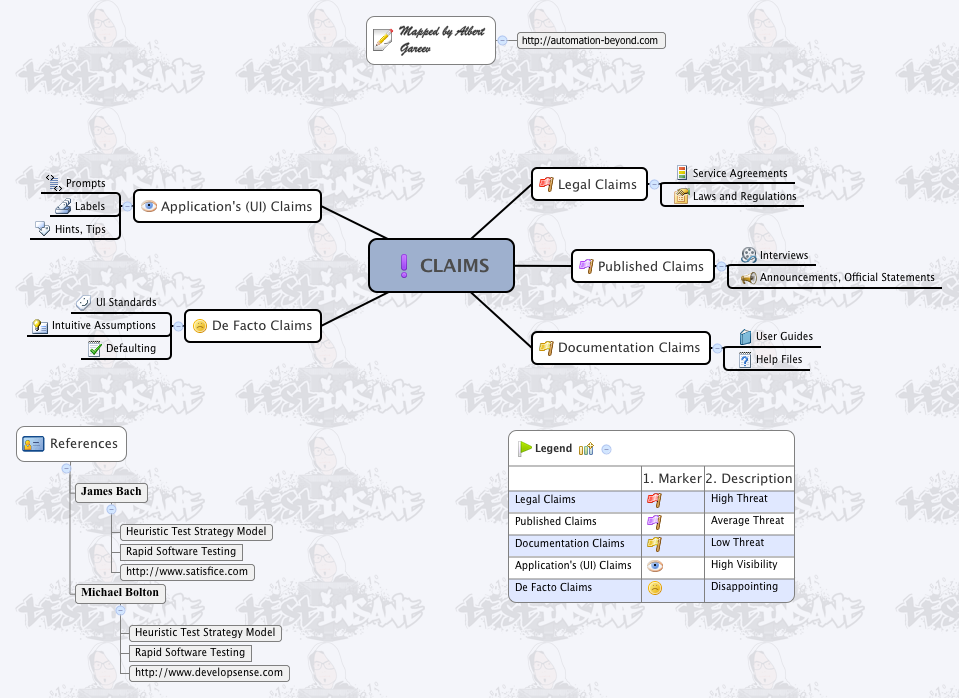 Mapped by Albert
Gareev
http://automation-beyond.com
CLAIMS
Application's (UI) Claims
Prompts
Labels
Hints, Tips
De Facto Claims
UI Standards
Intuitive Assumptions
Defaulting
Legal Claims
Service Agreements
Laws and Regulations
Published Claims
Interviews
Announcements, Official Statements
Documentation Claims
User Guides
Help Files
References
James Bach
Heuristic Test Strategy Model
Rapid Software Testing
http://www.satisfice.com
Michael Bolton
Heuristic Test Strategy Model
Rapid Software Testing
http://www.developsense.com
Legend
1. Marker 2. Description
Legal Claims High Threat
Published Claims Average Threat
Documentation Claims Low Threat
Application's (UI) Claims High Visibility
De Facto Claims Disappointing